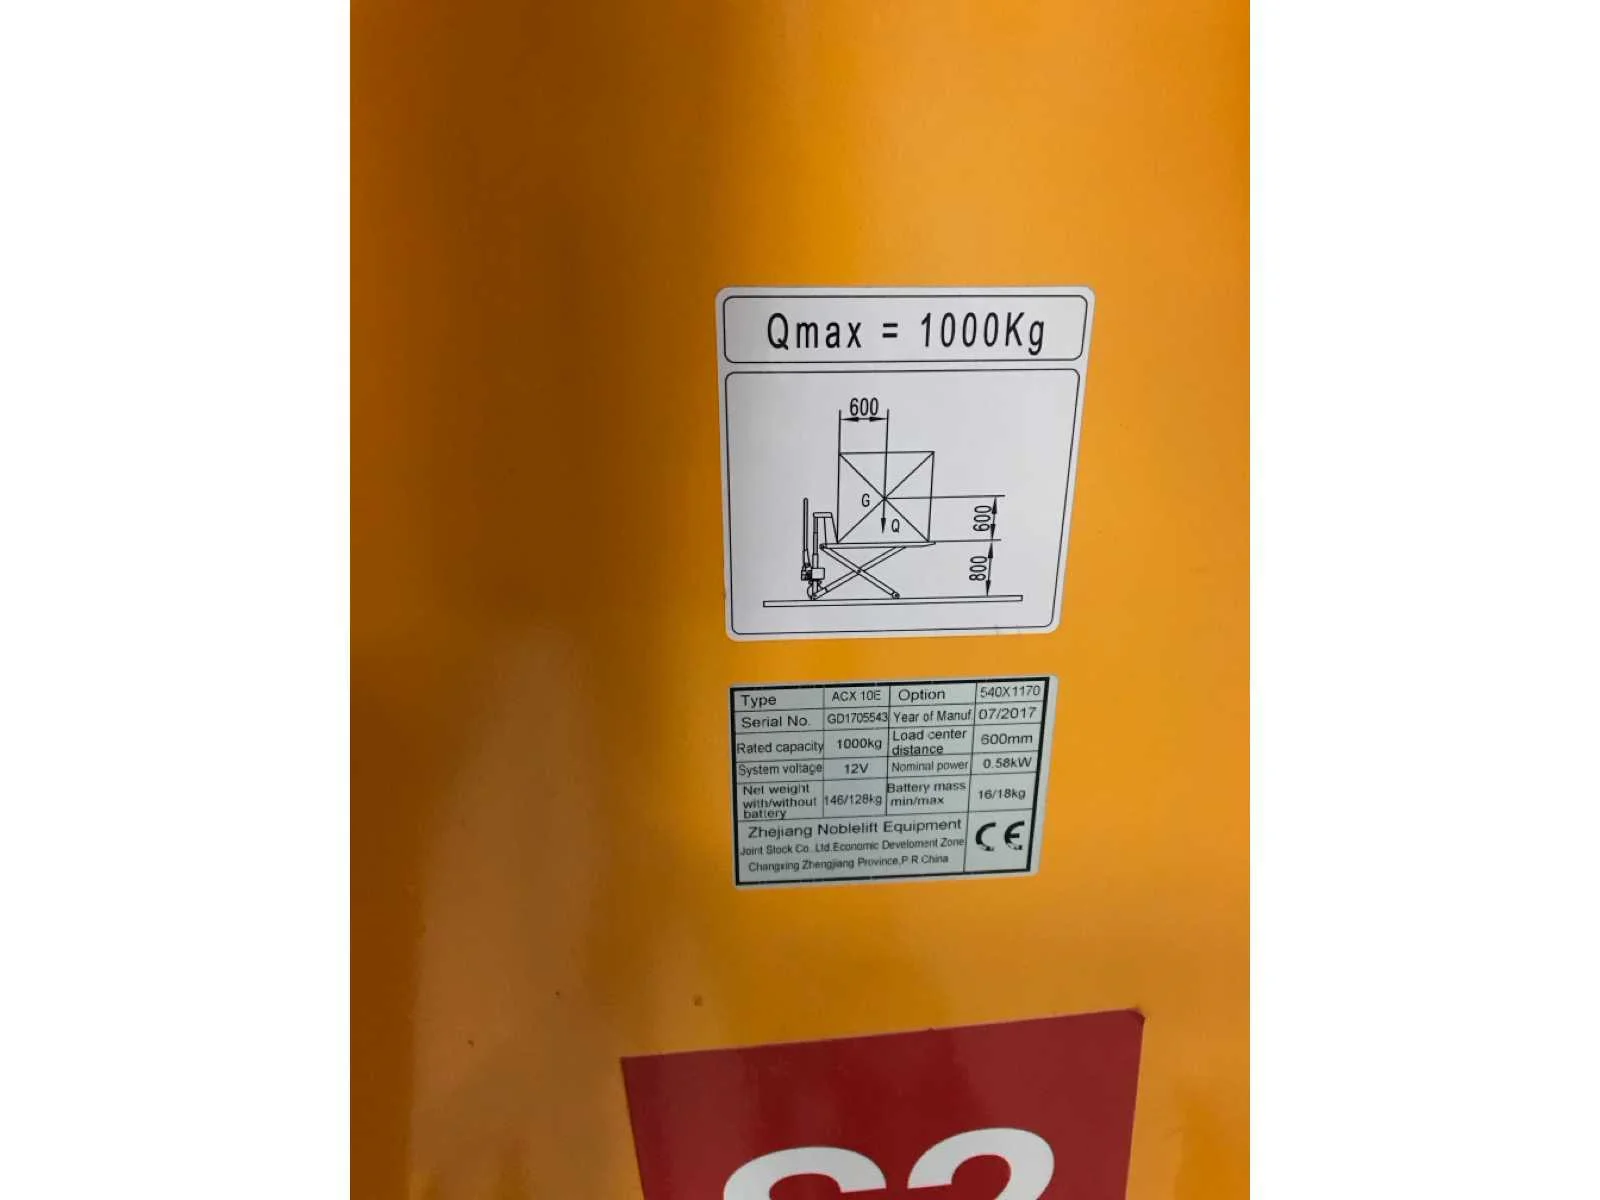 Qmax = 1000Kg
600
G
Q
600
800
Type ACX 10E Option 540X1170
Serial No. GD1705543 Year of Manuf. 07/2017
Rated capacity 1000kg Load center distance 600mm
System voltage 12V Nominal power 0.58kW
Net weight with/without battery 146/128kg Battery mass min/max 16/18kg
Zhejiang Noblelift Equipment
Joint Stock Co., Ltd.Economic Develoment Zone
Changxing Zhengjiang Province,P.R.China
CE